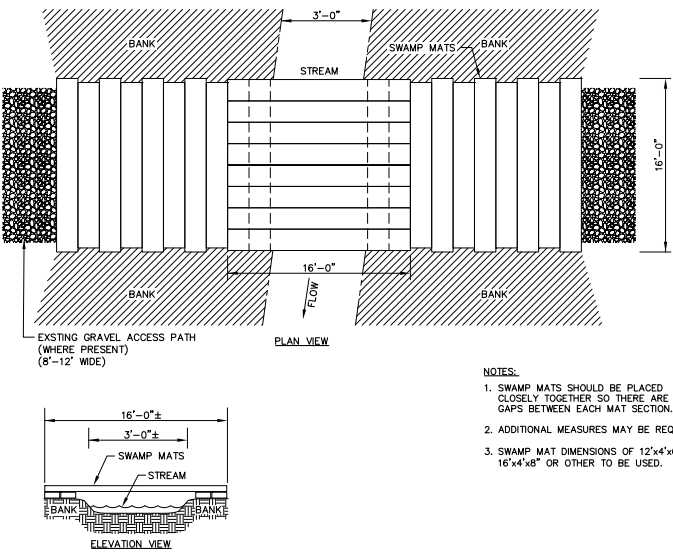 3'-0"
BANK
SWAMP MATS
BANK
STREAM
16'-0"
16'-0"
BANK
FLOW
BANK
EXSTING GRAVEL ACCESS PATH
(WHERE PRESENT)
(8'-12' WIDE)
PLAN VIEW
NOTES:
1. SWAMP MATS SHOULD BE PLACED
CLOSELY TOGETHER SO THERE ARE
GAPS BETWEEN EACH MAT SECTION.
2. ADDITIONAL MEASURES MAY BE REQ
3. SWAMP MAT DIMENSIONS OF 12'x4'x
16'x4'x8" OR OTHER TO BE USED.
16'-0"±
3'-0"±
SWAMP MATS
STREAM
BANK
BANK
ELEVATION VIEW